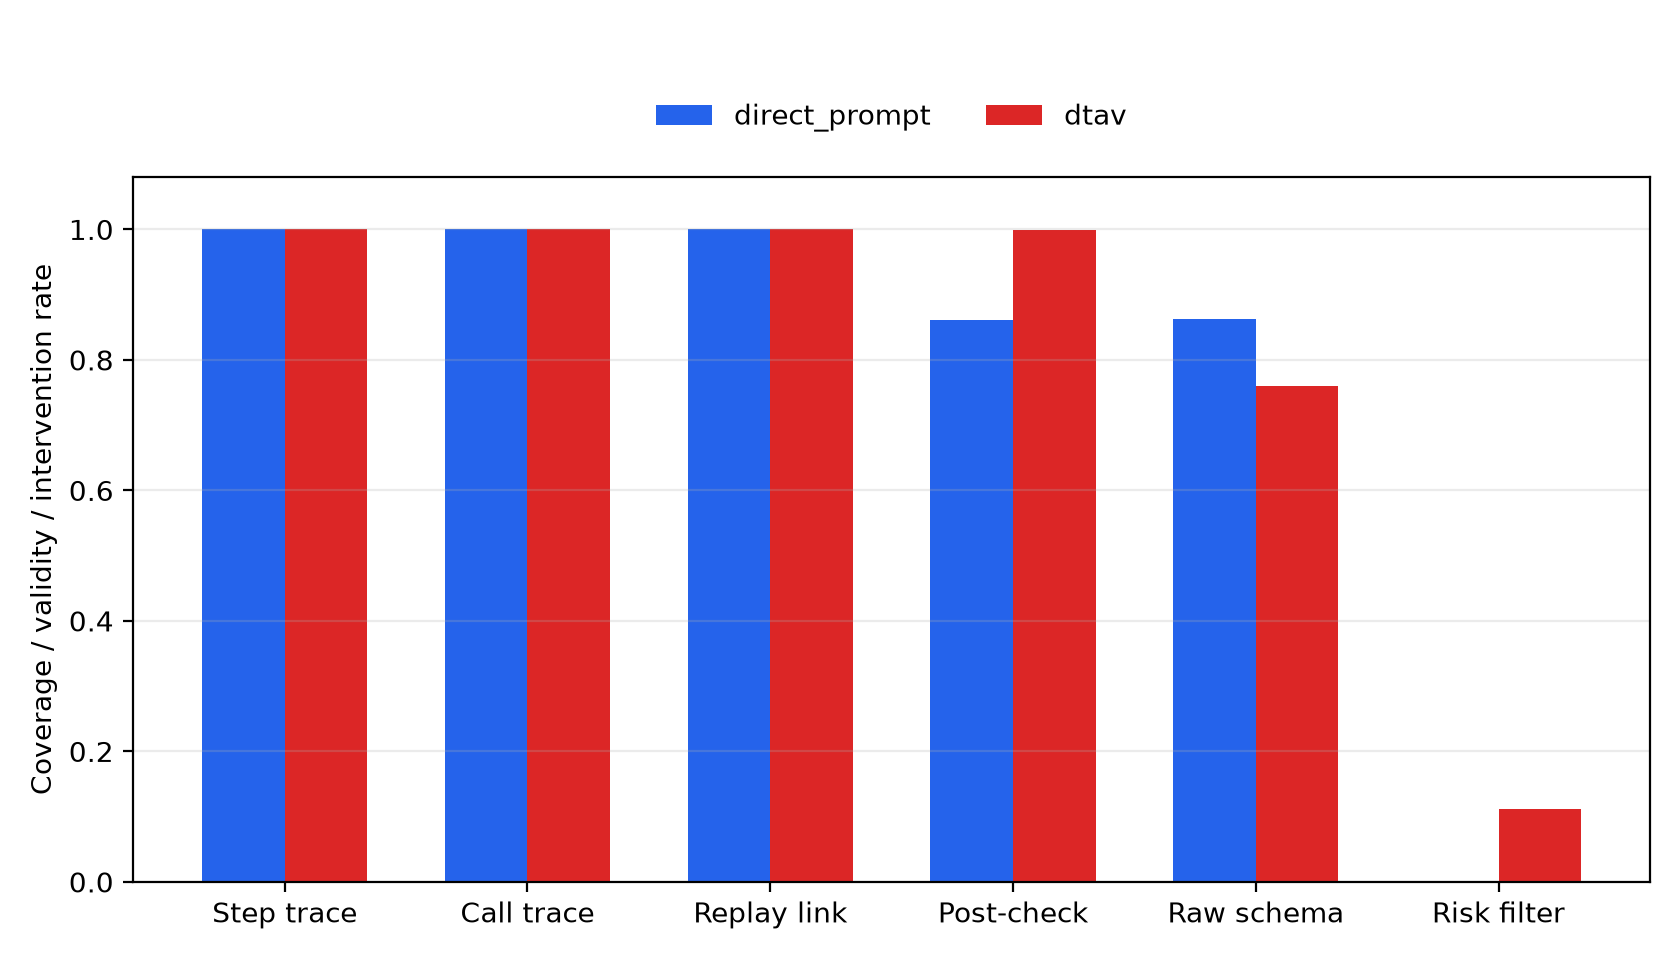 direct_prompt dtav
Coverage / validity / intervention rate
1.0
0.8
0.6
0.4
0.2
0.0
Step trace Call trace Replay link Post-check Raw schema Risk filter